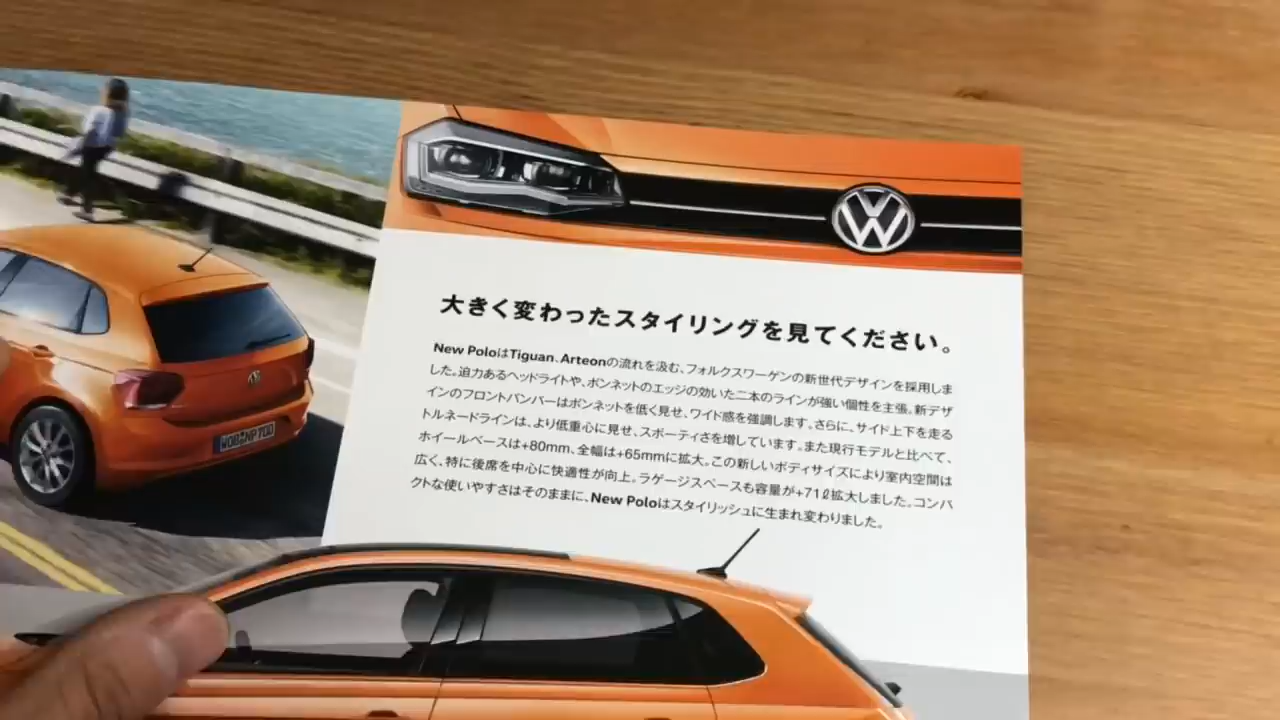 大きく変わったスタイリングを見てください。
New PoloはTiguan、Arteonの流れを汲む、フォルクスワーゲンの新世代デザインを採用しま
した。迫力あるヘッドライトや、ボンネットのエッジの効いた二本のラインが強い個性を主張。新デザ
インのフロントバンパーはボンネットを低く見せ、ワイド感を強調します。さらに、サイド上下を走る
トルネードラインは、より低重心に見せ、スポーティさを増しています。また現行モデルと比べて、
ホイールベースは+80mm、全幅は+65mmに拡大。この新しいボディサイズにより室内空間は
広く、特に後席を中心に快適性が向上。ラゲージスペースも容量が+71ℓ拡大しました。コンパ
クトな使いやすさはそのままに、New Poloはスタイリッシュに生まれ変わりました。
WOB NP 700